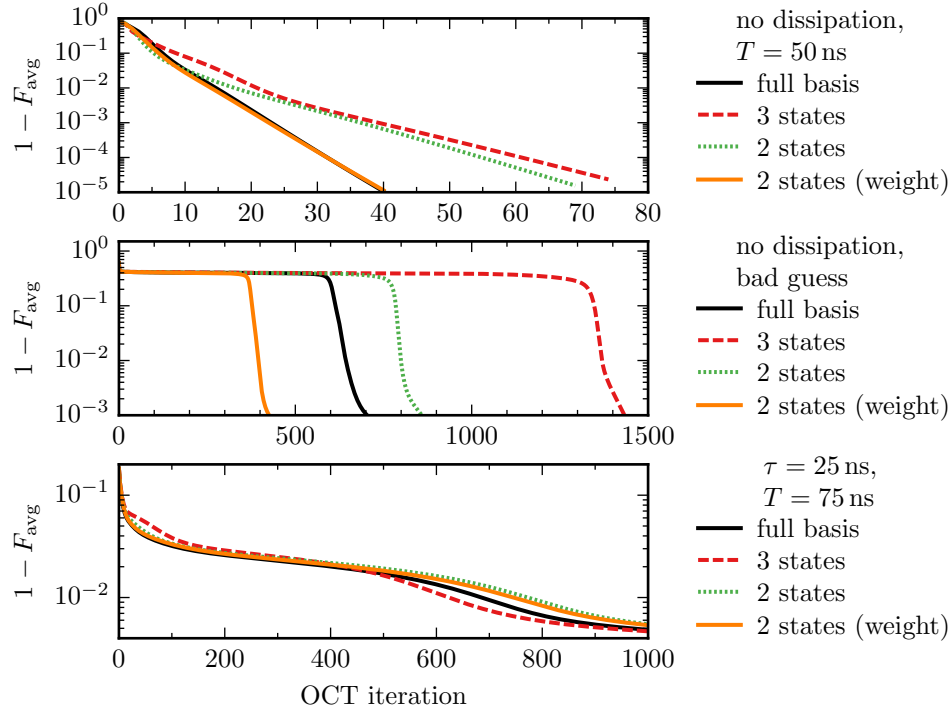 10⁰
10⁻¹
10⁻²
10⁻³
10⁻⁴
10⁻⁵
1 − F_avg
0 10 20 30 40 50 60 70 80
no dissipation,
T = 50 ns
full basis
3 states
2 states
2 states (weight)
10⁰
10⁻¹
10⁻²
10⁻³
1 − F_avg
0 500 1000 1500
no dissipation,
bad guess
full basis
3 states
2 states
2 states (weight)
10⁻¹
10⁻²
1 − F_avg
0 200 400 600 800 1000
OCT iteration
τ = 25 ns,
T = 75 ns
full basis
3 states
2 states
2 states (weight)